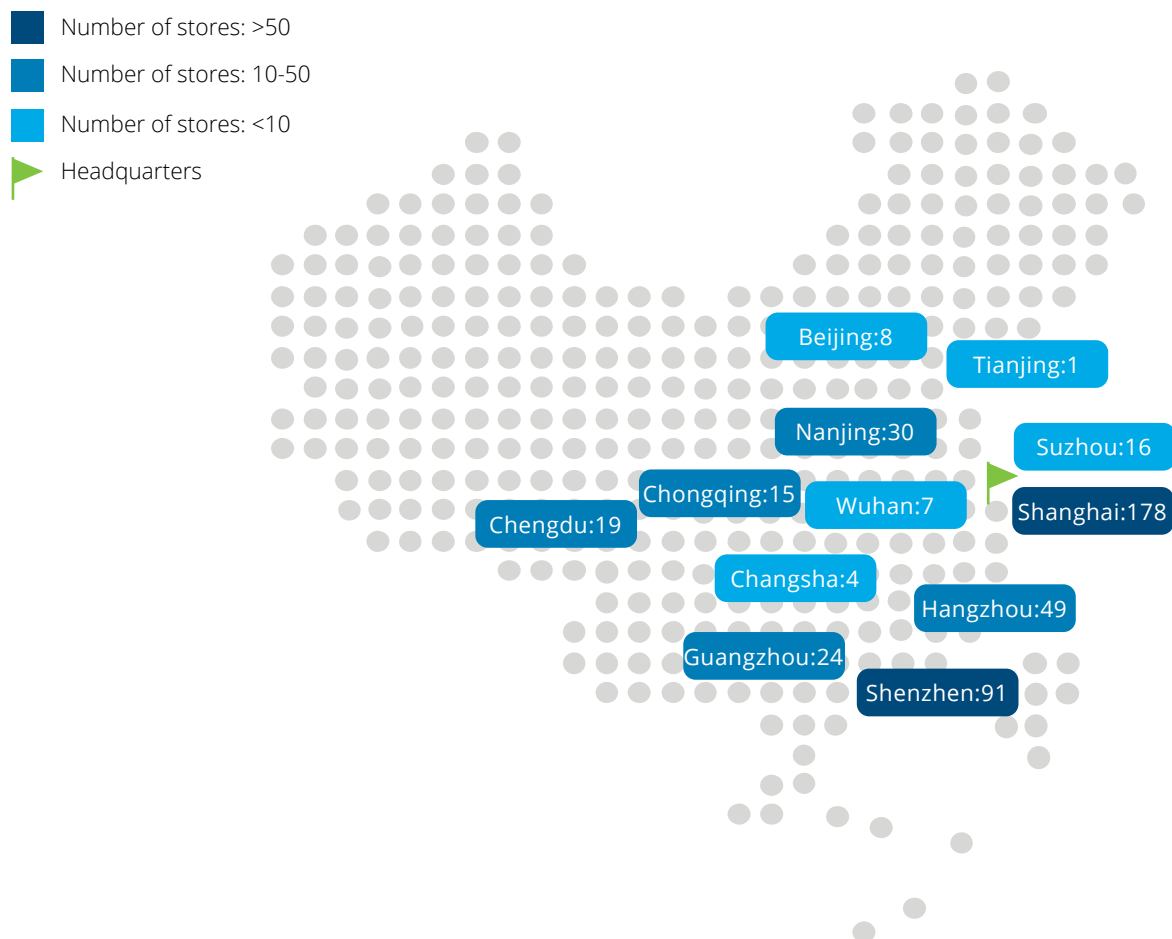 Number of stores: >50
Number of stores: 10-50
Number of stores: <10
Headquarters
Beijing:8
Tianjing:1
Nanjing:30
Suzhou:16
Chongqing:15
Wuhan:7
Shanghai:178
Chengdu:19
Changsha:4
Hangzhou:49
Guangzhou:24
Shenzhen:91